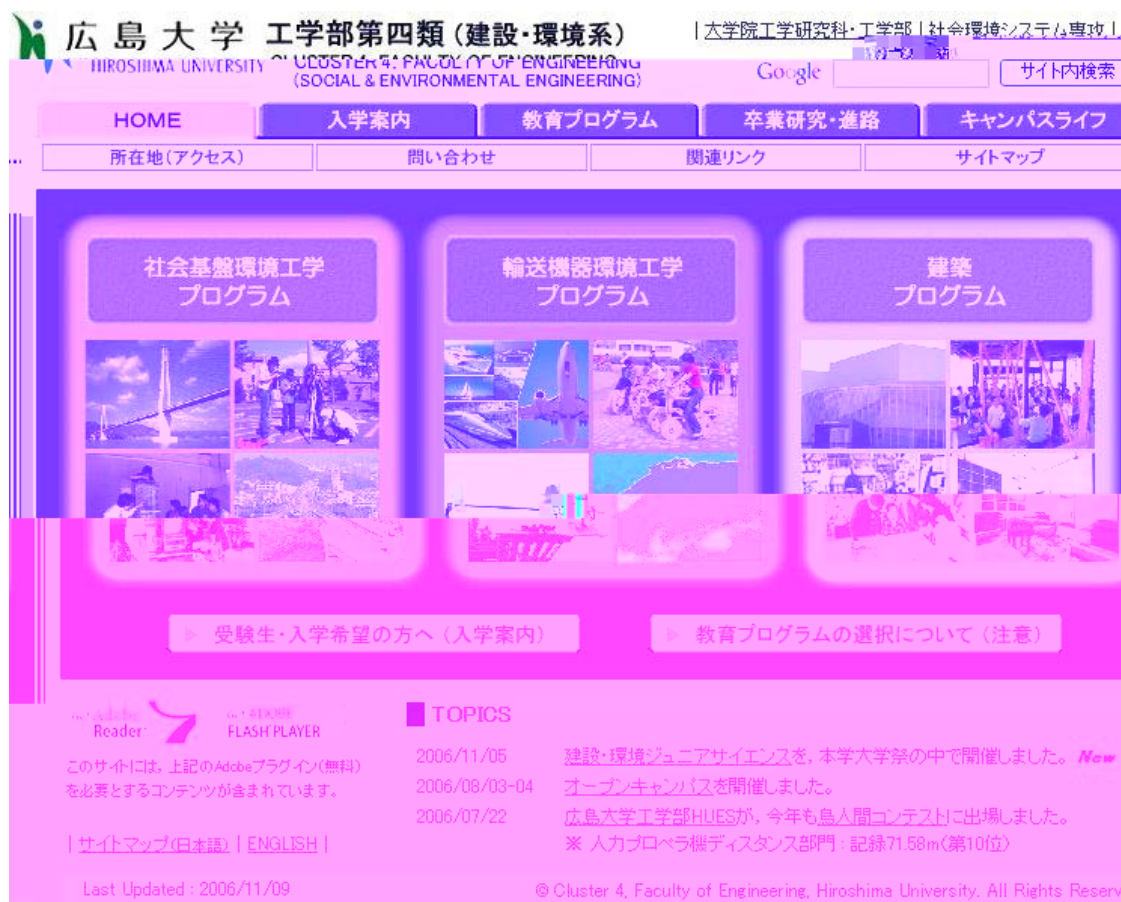 広島大学 工学部第四類(建設・環境系)
|大学院工学研究科・工学部|社会環境システム専攻|
HIROSHIMA UNIVERSITY
CLUSTER 4, FACULTY OF ENGINEERING
(SOCIAL & ENVIRONMENTAL ENGINEERING)
Google サイト内検索
HOME 入学案内 教育プログラム 卒業研究・進路 キャンパスライフ
所在地(アクセス) 問い合わせ 関連リンク サイトマップ
社会基盤環境工学
プログラム
輸送機器環境工学
プログラム
建築
プログラム
受験生・入学希望の方へ(入学案内)
教育プログラムの選択について(注意)
Adobe
Reader
ADOBE
FLASH PLAYER
このサイトには、上記のAdobeプラグイン(無料)
を必要とするコンテンツが含まれています。
|サイトマップ(日本語)|ENGLISH|
Last Updated : 2006/11/09
TOPICS
2006/11/05 建設・環境ジュニアサイエンスを、本学大学祭の中で開催しました。 New
2006/08/03-04 オープンキャンパスを開催しました。
2006/07/22 広島大学工学部HUESが、今年も鳥人間コンテストに出場しました。
※ 人力プロペラ機ディスタンス部門：記録71.58m(第10位)
© Cluster 4, Faculty of Engineering, Hiroshima University. All Rights Reserv